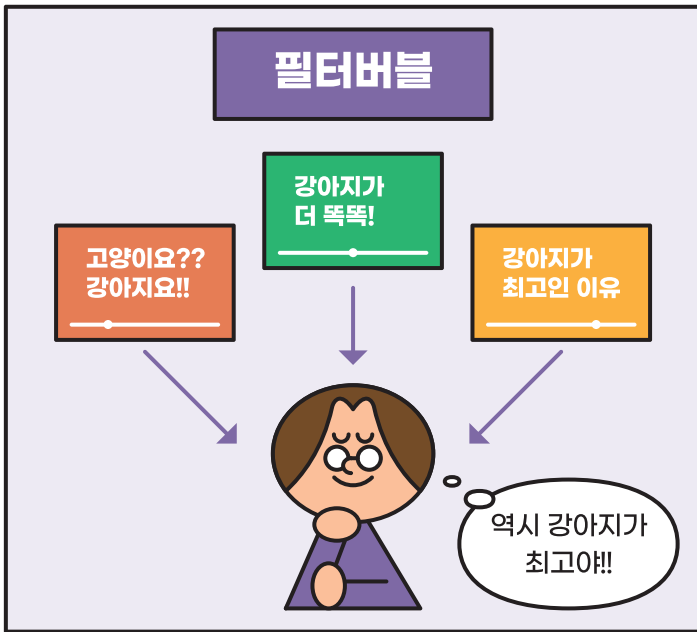 필터버블
강아지가
더 똑똑!
고양이요??
강아지요!!
강아지가
최고인 이유
역시 강아지가
최고야!!